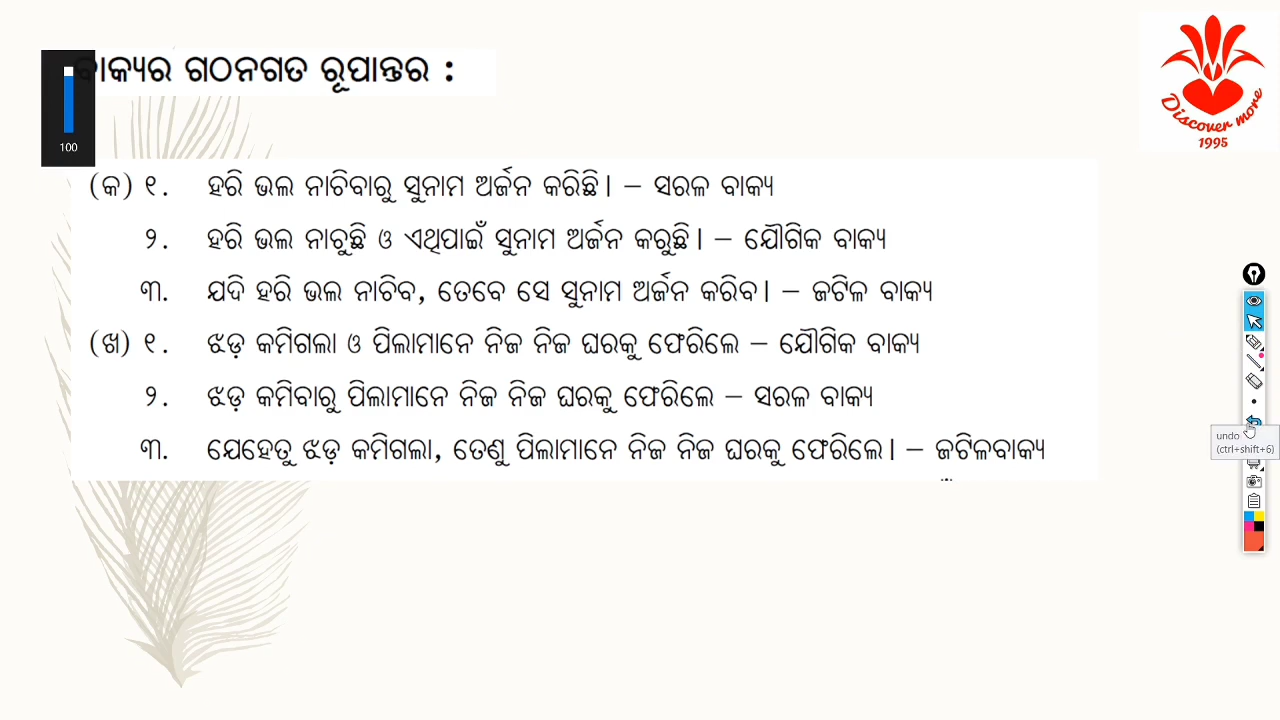 ବାକ୍ୟର ଗଠନଗତ ରୂପାନ୍ତର :
100
Discover more
1995
(କ) ୧. ହରି ଭଲ ନାଚିବାରୁ ସୁନାମ ଅର୍ଜନ କରିଛି। – ସରଳ ବାକ୍ୟ
୨. ହରି ଭଲ ନାଚୁଛି ଓ ଏଥିପାଇଁ ସୁନାମ ଅର୍ଜନ କରୁଛି। – ଯୌଗିକ ବାକ୍ୟ
୩. ଯଦି ହରି ଭଲ ନାଚିବ, ତେବେ ସେ ସୁନାମ ଅର୍ଜନ କରିବ। – ଜଟିଳ ବାକ୍ୟ
(ଖ) ୧. ଝଡ଼ କମିଗଲା ଓ ପିଲାମାନେ ନିଜ ନିଜ ଘରକୁ ଫେରିଲେ – ଯୌଗିକ ବାକ୍ୟ
୨. ଝଡ଼ କମିବାରୁ ପିଲାମାନେ ନିଜ ନିଜ ଘରକୁ ଫେରିଲେ – ସରଳ ବାକ୍ୟ
୩. ଯେହେତୁ ଝଡ଼ କମିଗଲା, ତେଣୁ ପିଲାମାନେ ନିଜ ନିଜ ଘରକୁ ଫେରିଲେ। – ଜଟିଳବାକ୍ୟ
undo
(ctrl+shift+6)